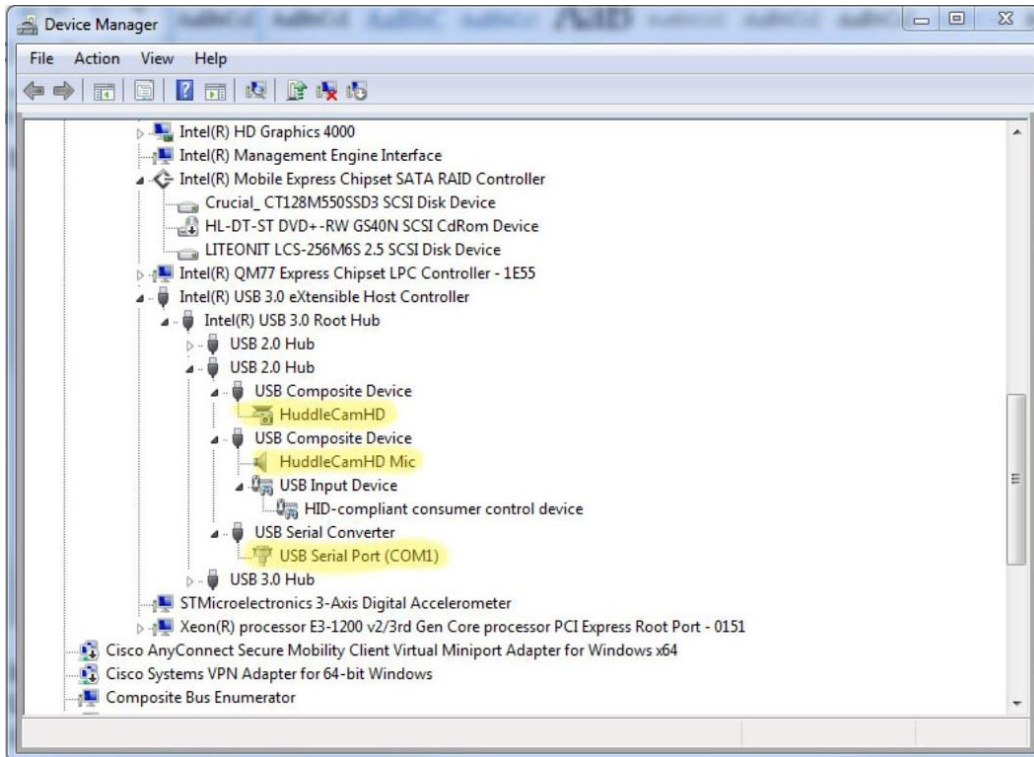 Device Manager
File Action View Help
Intel(R) HD Graphics 4000
Intel(R) Management Engine Interface
Intel(R) Mobile Express Chipset SATA RAID Controller
Crucial_ CT128M550SSD3 SCSI Disk Device
HL-DT-ST DVD+-RW GS40N SCSI CdRom Device
LITEONIT LCS-256M6S 2.5 SCSI Disk Device
Intel(R) QM77 Express Chipset LPC Controller - 1E55
Intel(R) USB 3.0 eXtensible Host Controller
Intel(R) USB 3.0 Root Hub
USB 2.0 Hub
USB 2.0 Hub
USB Composite Device
HuddleCamHD
USB Composite Device
HuddleCamHD Mic
USB Input Device
HID-compliant consumer control device
USB Serial Converter
USB Serial Port (COM1)
USB 3.0 Hub
STMicroelectronics 3-Axis Digital Accelerometer
Xeon(R) processor E3-1200 v2/3rd Gen Core processor PCI Express Root Port - 0151
Cisco AnyConnect Secure Mobility Client Virtual Miniport Adapter for Windows x64
Cisco Systems VPN Adapter for 64-bit Windows
Composite Bus Enumerator